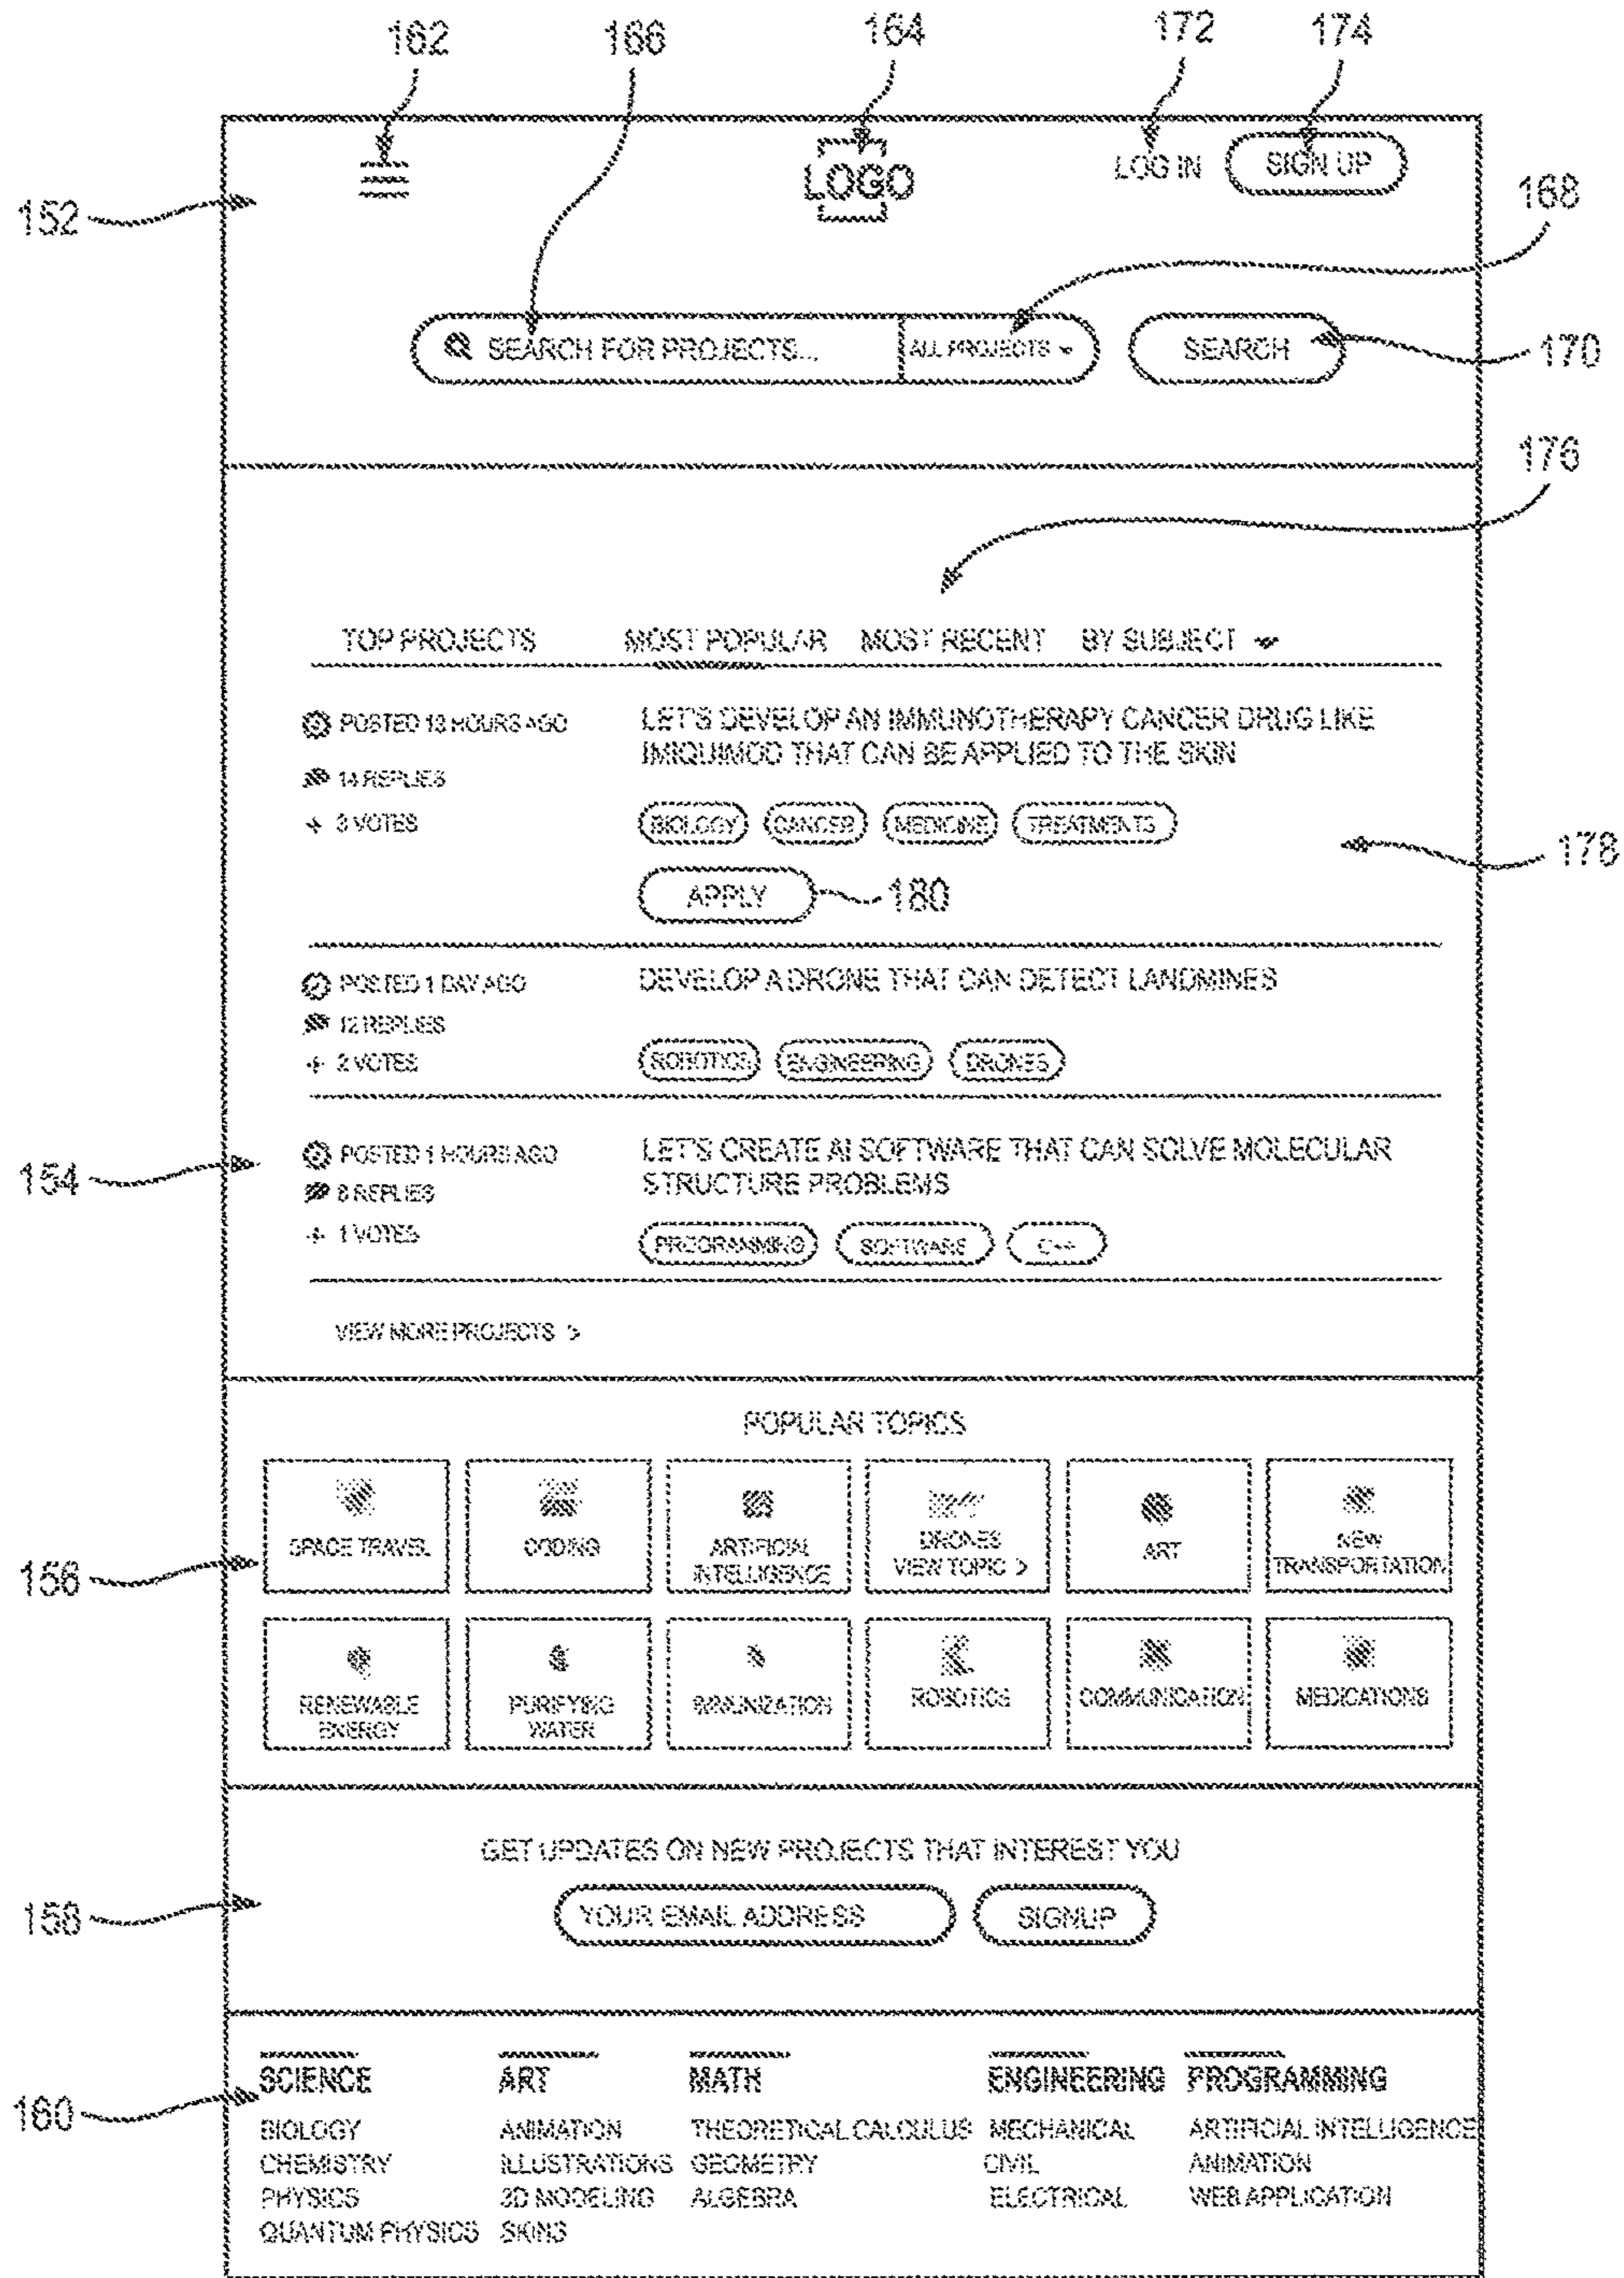 162 166 164 172 174
LOGO LOG IN SIGN UP
152
168
SEARCH FOR PROJECTS... ALL PROJECTS SEARCH
170
176
TOP PROJECTS MOST POPULAR MOST RECENT BY SUBJECT
POSTED 13 HOURS AGO
14 REPLIES
3 VOTES
LET'S DEVELOP AN IMMUNOTHERAPY CANCER DRUG LIKE
IMIQUIMOD THAT CAN BE APPLIED TO THE SKIN
BIOLOGY CANCER MEDICINE TREATMENTS
178
APPLY 180
POSTED 1 DAY AGO
12 REPLIES
2 VOTES
DEVELOP A DRONE THAT CAN DETECT LANDMINES
ROBOTICS ENGINEERING DRONES
154
POSTED 1 HOURS AGO
8 REPLIES
1 VOTES
LET'S CREATE AI SOFTWARE THAT CAN SOLVE MOLECULAR
STRUCTURE PROBLEMS
PROGRAMMING SOFTWARE C++
VIEW MORE PROJECTS >
POPULAR TOPICS
156
SPACE TRAVEL
CODING
ARTIFICIAL
INTELLIGENCE
DRONES
VIEW TOPIC >
ART
NEW
TRANSPORTATION
RENEWABLE
ENERGY
PURIFYING
WATER
IMMUNIZATION
ROBOTICS
COMMUNICATION
MEDICATIONS
GET UPDATES ON NEW PROJECTS THAT INTEREST YOU
158
YOUR EMAIL ADDRESS SIGNUP
160
SCIENCE
BIOLOGY
CHEMISTRY
PHYSICS
QUANTUM PHYSICS
ART
ANIMATION
ILLUSTRATIONS
3D MODELING
SKINS
MATH
THEORETICAL CALCULUS
GEOMETRY
ALGEBRA
ENGINEERING
MECHANICAL
CIVIL
ELECTRICAL
PROGRAMMING
ARTIFICIAL INTELLIGENCE
ANIMATION
WEB APPLICATION